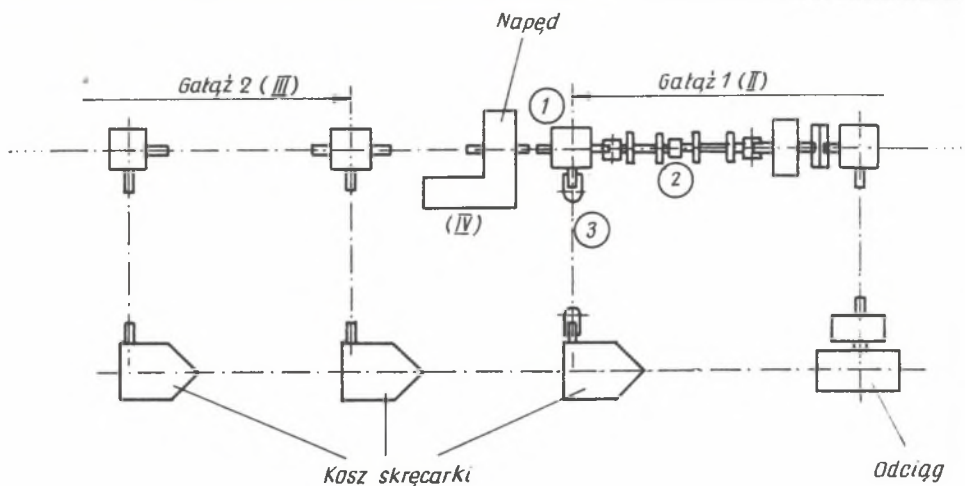 Napęd
Gałąź 2 (III)
Gałąź 1 (II)
1
2
(IV)
3
Kosz skręcarki
Odciąg